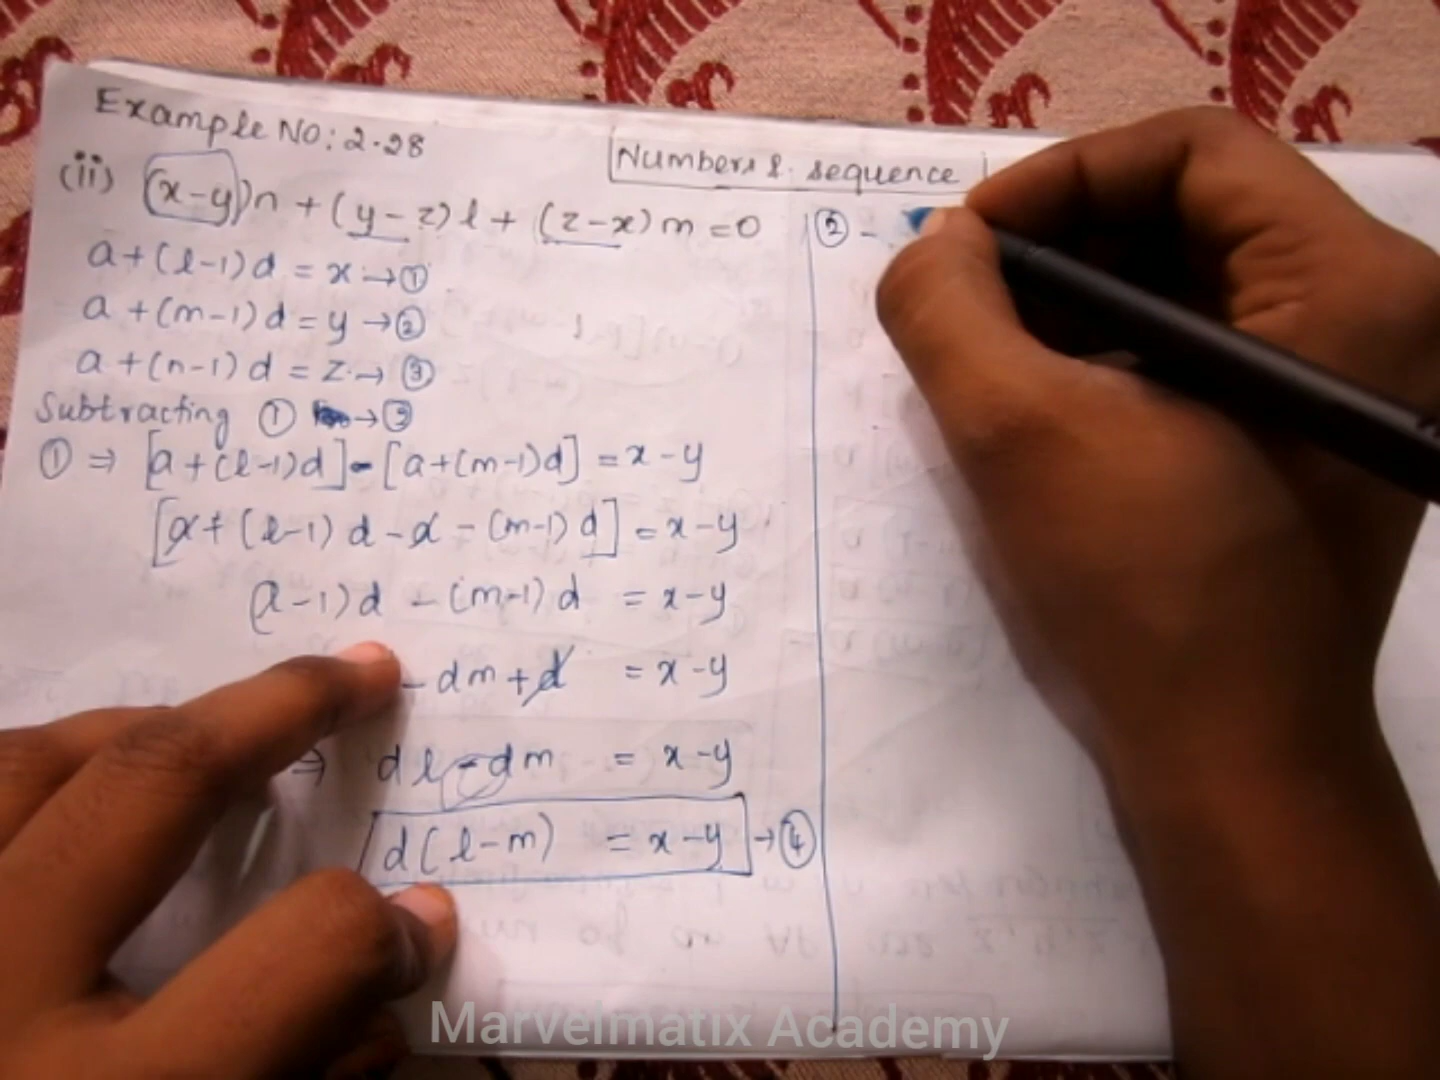 Example NO: 2.28
Numbers & sequence
(ii) (x-y)n + (y-z)l + (z-x)m = 0
a + (l-1)d = x → ①
a + (m-1)d = y → ②
a + (n-1)d = z → ③
Subtracting ① → ②
① ⇒ [a + (l-1)d] - [a+(m-1)d] = x - y
[a + (l-1) d - a - (m-1) d] = x - y
(l-1)d - (m-1) d = x - y
- dm + d = x - y
⇒ dl - dm = x - y
d(l-m) = x - y → ④
② -
Marvelmatix Academy